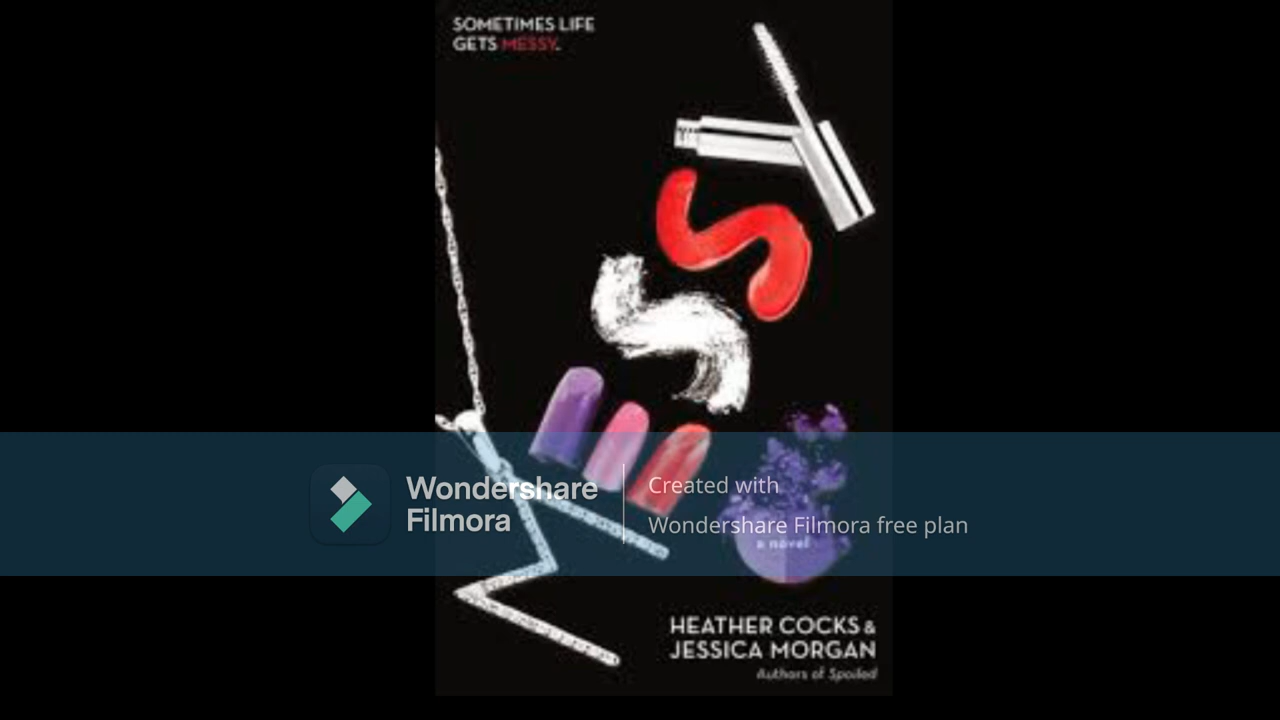 SOMETIMES LIFE
GETS MESSY.
MESSY
Wondershare
Filmora
Created with
Wondershare Filmora free plan
a novel
HEATHER COCKS &
JESSICA MORGAN
Authors of Spoiled